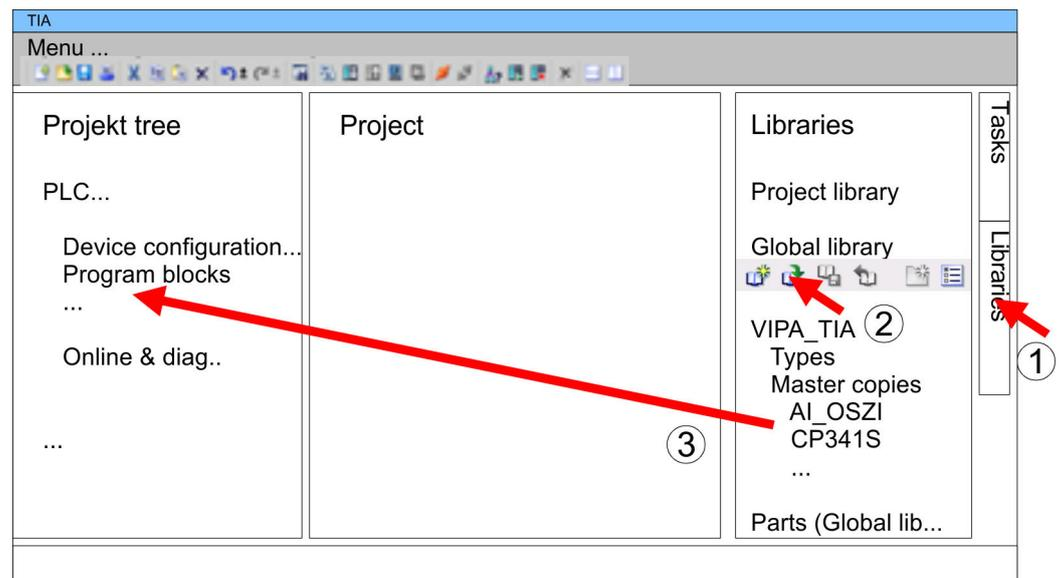 TIA
Menu ...
Projekt tree
PLC...
Device configuration...
Program blocks
...
Online & diag..
...
Project
③
Libraries
Project library
Global library
②
VIPA_TIA
Types
Master copies
AI_OSZI
CP341S
...
Parts (Global lib...
Tasks
Libraries
①